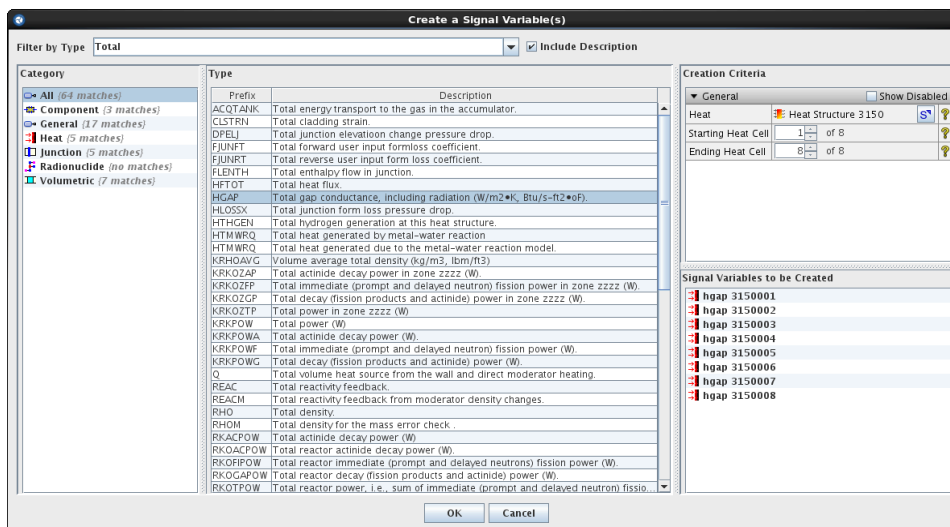 Create a Signal Variable(s)
Filter by Type Total Include Description
Category
All (64 matches)
Component (3 matches)
General (17 matches)
Heat (5 matches)
Junction (5 matches)
Radionuclide (no matches)
Volumetric (7 matches)
Type
Prefix Description
ACQTANK Total energy transport to the gas in the accumulator.
CLSTRN Total cladding strain.
DPELJ Total junction elevatioon change pressure drop.
FJUNFT Total forward user input formloss coefficient.
FJUNRT Total reverse user input form loss coefficient.
FLENTH Total enthalpy flow in junction.
HFTOT Total heat flux.
HGAP Total gap conductance, including radiation (W/m2•K, Btu/s-ft2•oF).
HLOSSX Total junction form loss pressure drop.
HTHGEN Total hydrogen generation at this heat structure.
HTMWRQ Total heat generated by metal-water reaction
HTMWRQ Total heat generated due to the metal-water reaction model.
KRHOAVG Volume average total density (kg/m3, lbm/ft3)
KRKOZAP Total actinide decay power in zone zzzz (W).
KRKOZFP Total immediate (prompt and delayed neutron) fission power in zone zzzz (W).
KRKOZGP Total decay (fission products and actinide) power in zone zzzz (W).
KRKOZTP Total power in zone zzzz (W)
KRKPOW Total power (W)
KRKPOWA Total actinide decay power (W).
KRKPOWF Total immediate (prompt and delayed neutron) fission power (W).
KRKPOWG Total decay (fission products and actinide) power (W).
Q Total volume heat source from the wall and direct moderator heating.
REAC Total reactivity feedback.
REACM Total reactivity feedback from moderator density changes.
RHO Total density.
RHOM Total density for the mass error check .
RKACPOW Total actinide decay power (W)
RKOACPOW Total reactor actinide decay power (W).
RKOFIPOW Total reactor immediate (prompt and delayed neutrons) fission power (W).
RKOGAPOW Total reactor decay (fission products and actinide) power (W).
RKOTPOW Total reactor power, i.e., sum of immediate (prompt and delayed neutron) fissio...
Creation Criteria
General Show Disabled
Heat Heat Structure 3150 S ?
Starting Heat Cell 1 of 8 ?
Ending Heat Cell 8 of 8 ?
Signal Variables to be Created
hgap 3150001
hgap 3150002
hgap 3150003
hgap 3150004
hgap 3150005
hgap 3150006
hgap 3150007
hgap 3150008
OK Cancel